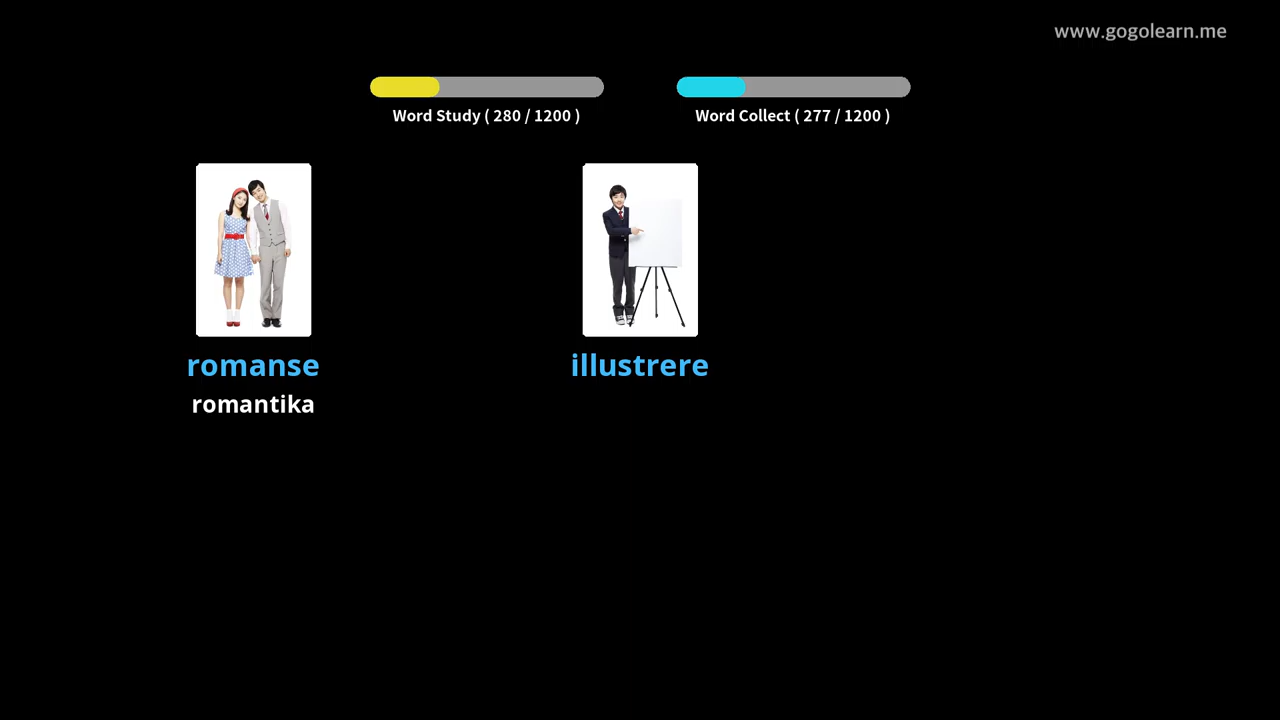 www.gogolearn.me
Word Study ( 280 / 1200 )
Word Collect ( 277 / 1200 )
romanse
illustrere
romantika